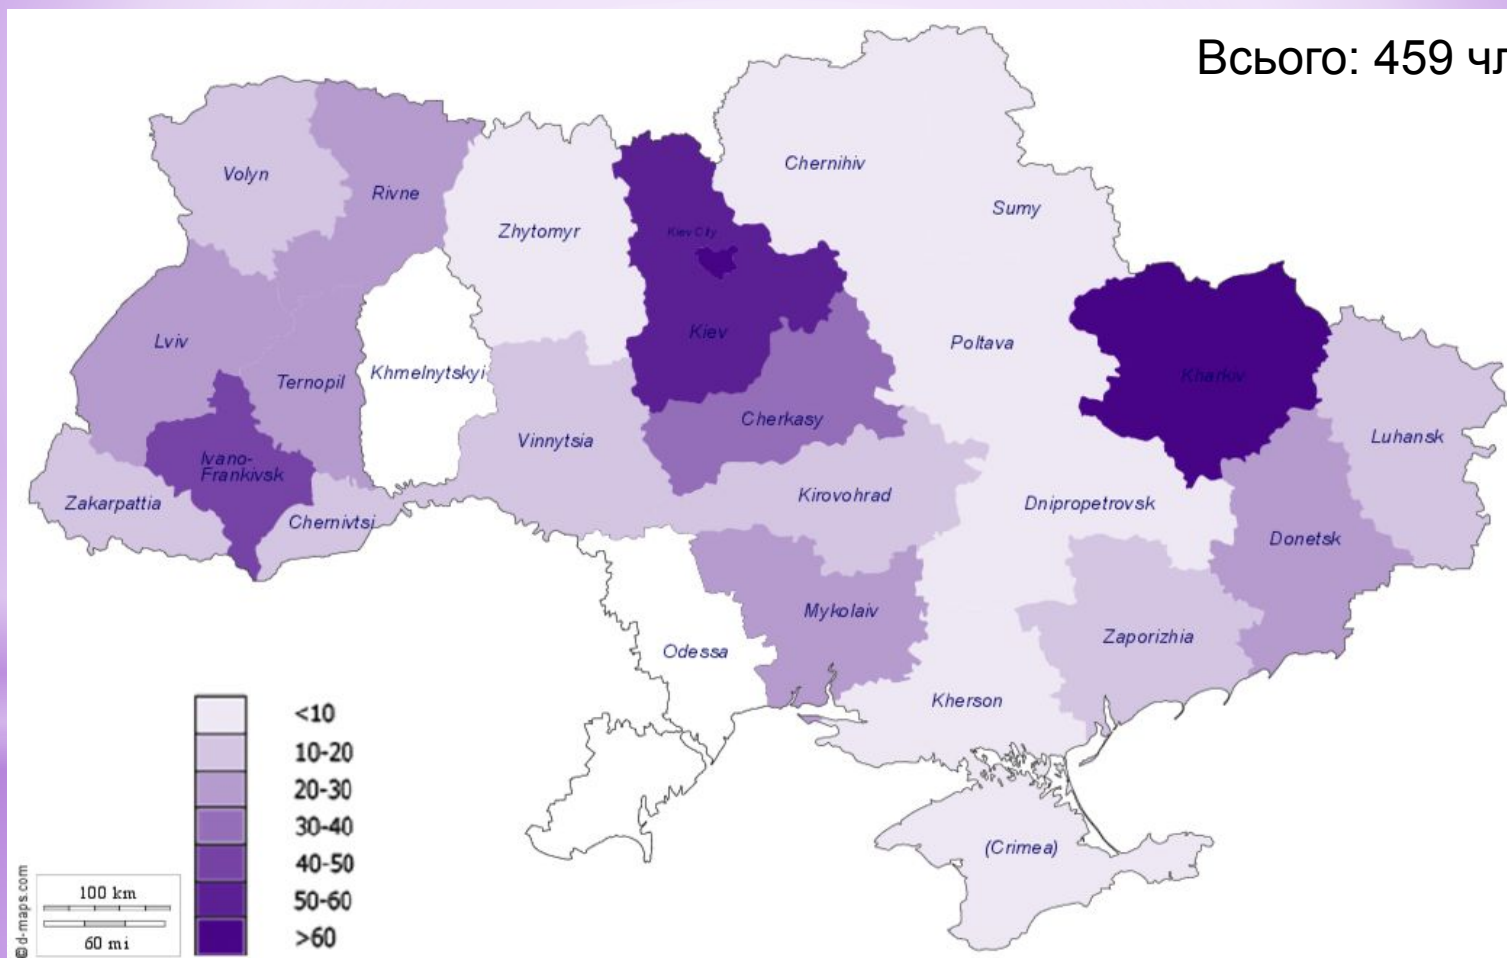 Всього: 459 чл
Chernihiv
Volyn
Rivne
Sumy
Zhytomyr
Kiev City
Kiev
Lviv
Poltava
Khmelnytskyi
Ternopil
Kharkiv
Cherkasy
Vinnytsia
Luhansk
Ivano-
Frankivsk
Zakarpattia
Kirovohrad
Dnipropetrovsk
Chernivtsi
Donetsk
Mykolaiv
Zaporizhia
Odessa
Kherson
(Crimea)
<10
10-20
20-30
30-40
40-50
50-60
>60
100 km
60 mi
©d-maps.com